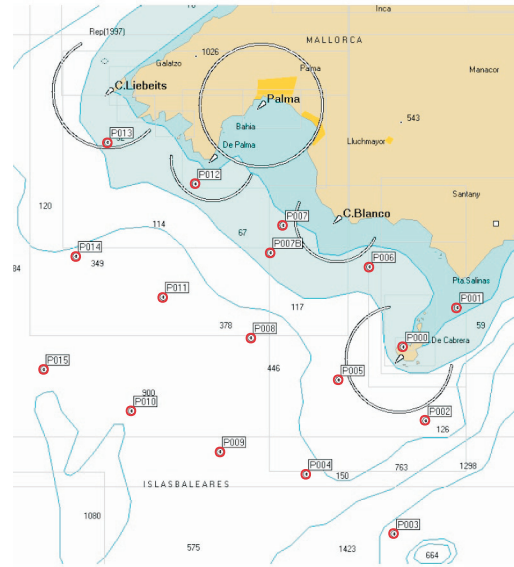 76
Inca
Rep(1997)
MALLORCA
1026
Galatzo
Palma
Manacor
C.Liebeits
Palma
543
Bahia
P013
52
De Palma
Lluchmayor
P012
Santany
120
114
P007
C.Blanco
67
P007B
P014
84
349
P006
Pta.Salinas
P011
117
P001
378
P008
59
P000
De Cabrera
446
P015
P005
900
P010
P002
126
P009
P004
763
1298
150
ISLASBALEARES
1080
P003
575
1423
664